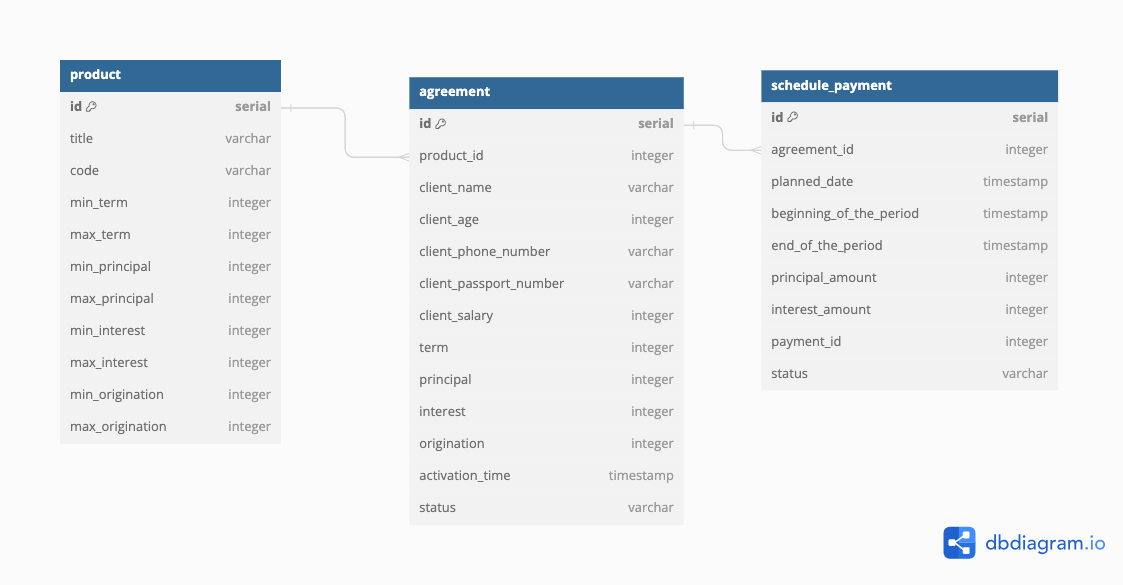 product
id serial
title varchar
code varchar
min_term integer
max_term integer
min_principal integer
max_principal integer
min_interest integer
max_interest integer
min_origination integer
max_origination integer
agreement
id serial
product_id integer
client_name varchar
client_age integer
client_phone_number varchar
client_passport_number varchar
client_salary integer
term integer
principal integer
interest integer
origination integer
activation_time timestamp
status varchar
schedule_payment
id serial
agreement_id integer
planned_date timestamp
beginning_of_the_period timestamp
end_of_the_period timestamp
principal_amount integer
interest_amount integer
payment_id integer
status varchar
dbdiagram.io